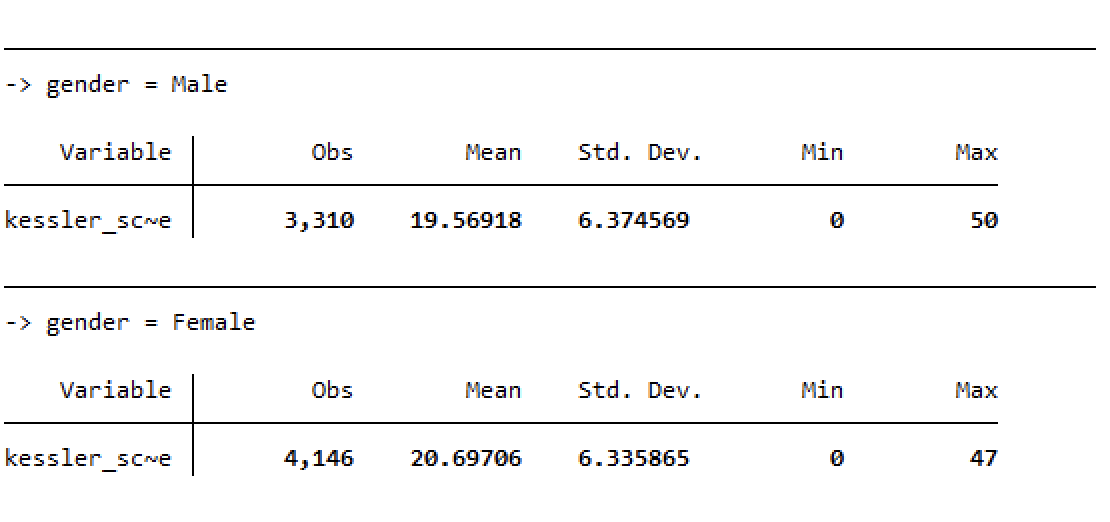 -> gender = Male
Variable Obs Mean Std. Dev. Min Max
kessler_sc~e 3,310 19.56918 6.374569 0 50
-> gender = Female
Variable Obs Mean Std. Dev. Min Max
kessler_sc~e 4,146 20.69706 6.335865 0 47